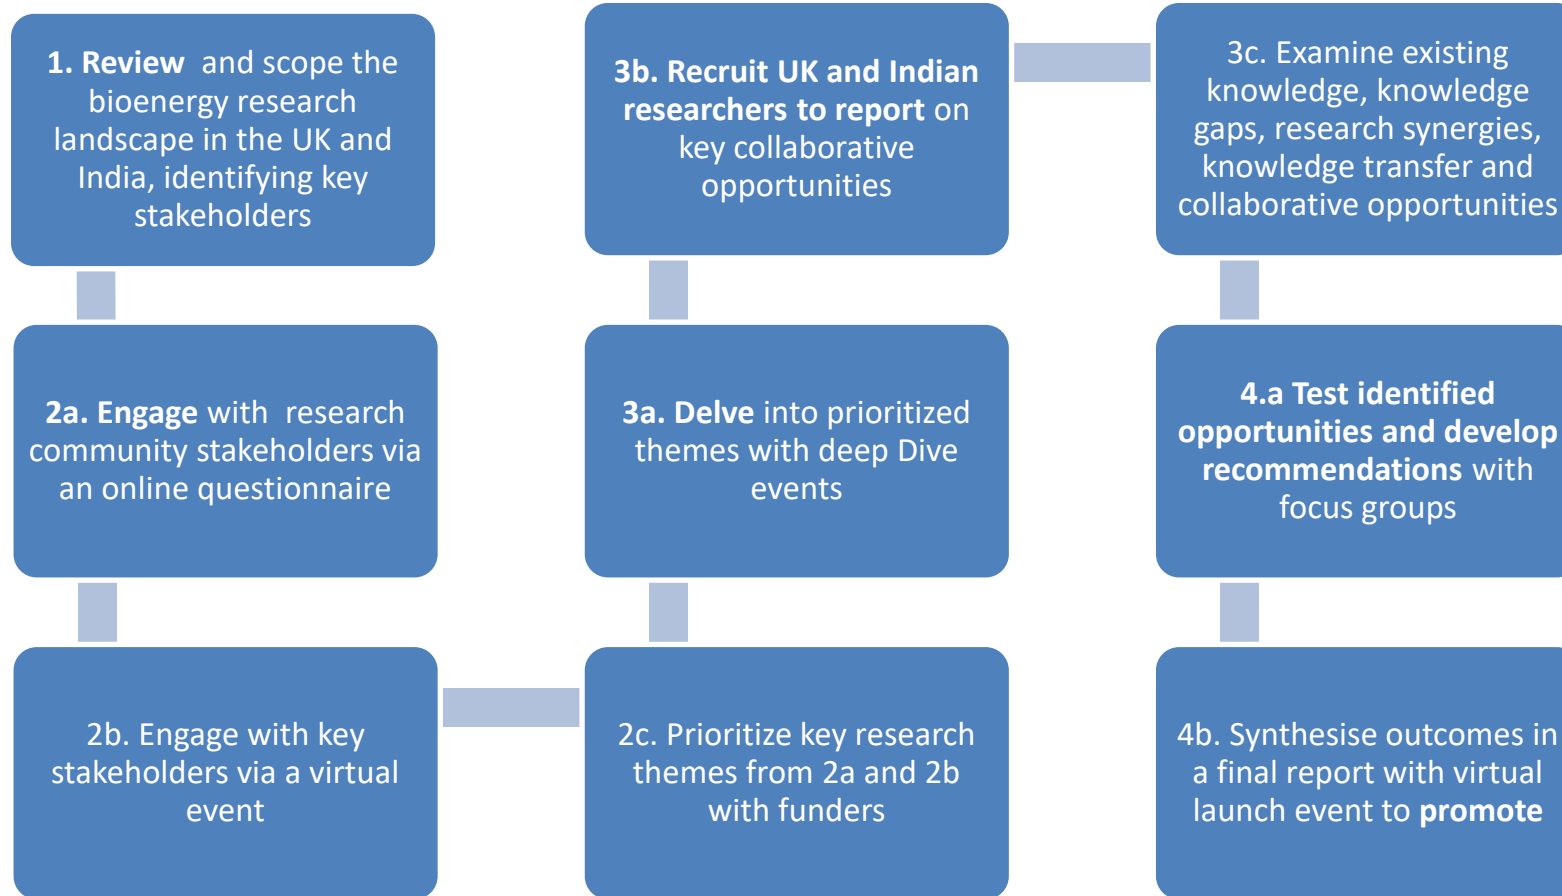 1. Review and scope the
bioenergy research
landscape in the UK and
India, identifying key
stakeholders
2a. Engage with research
community stakeholders via
an online questionnaire
2b. Engage with key
stakeholders via a virtual
event
2c. Prioritize key research
themes from 2a and 2b
with funders
3a. Delve into prioritized
themes with deep Dive
events
3b. Recruit UK and Indian
researchers to report on
key collaborative
opportunities
3c. Examine existing
knowledge, knowledge
gaps, research synergies,
knowledge transfer and
collaborative opportunities
4.a Test identified
opportunities and develop
recommendations with
focus groups
4b. Synthesise outcomes in
a final report with virtual
launch event to promote